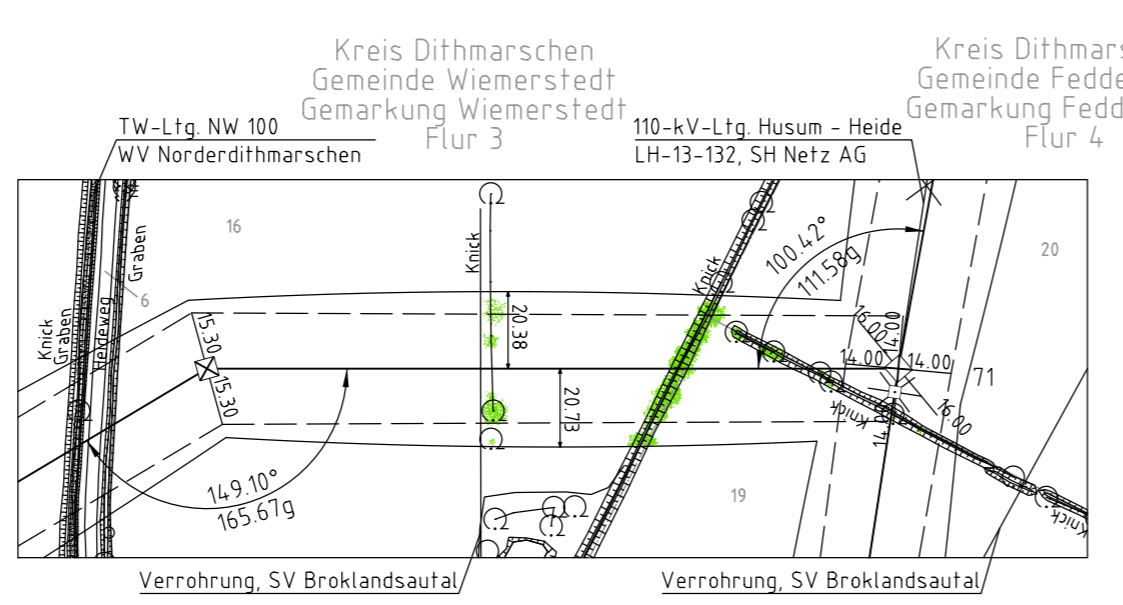 Kreis Dithmarschen
Gemeinde Wiemerstedt
Gemarkung Wiemerstedt
Flur 3
Kreis Dithmars
Gemeinde Fedde
Gemarkung Fedd
Flur 4
TW-Ltg. NW 100
WV Norderdithmarschen
110-kV-Ltg. Husum - Heide
LH-13-132, SH Netz AG
16
Graben
6
Knick
Graben
Heideweg
15.30
15.30
149.10°
165.67g
Knick
20.38
20.73
Knick
100.42°
111.58g
20
16.00
14.00
14.00
14.00
71
16.00
Knick
19
Knick
Verrohrung, SV Broklandsautal
Verrohrung, SV Broklandsautal